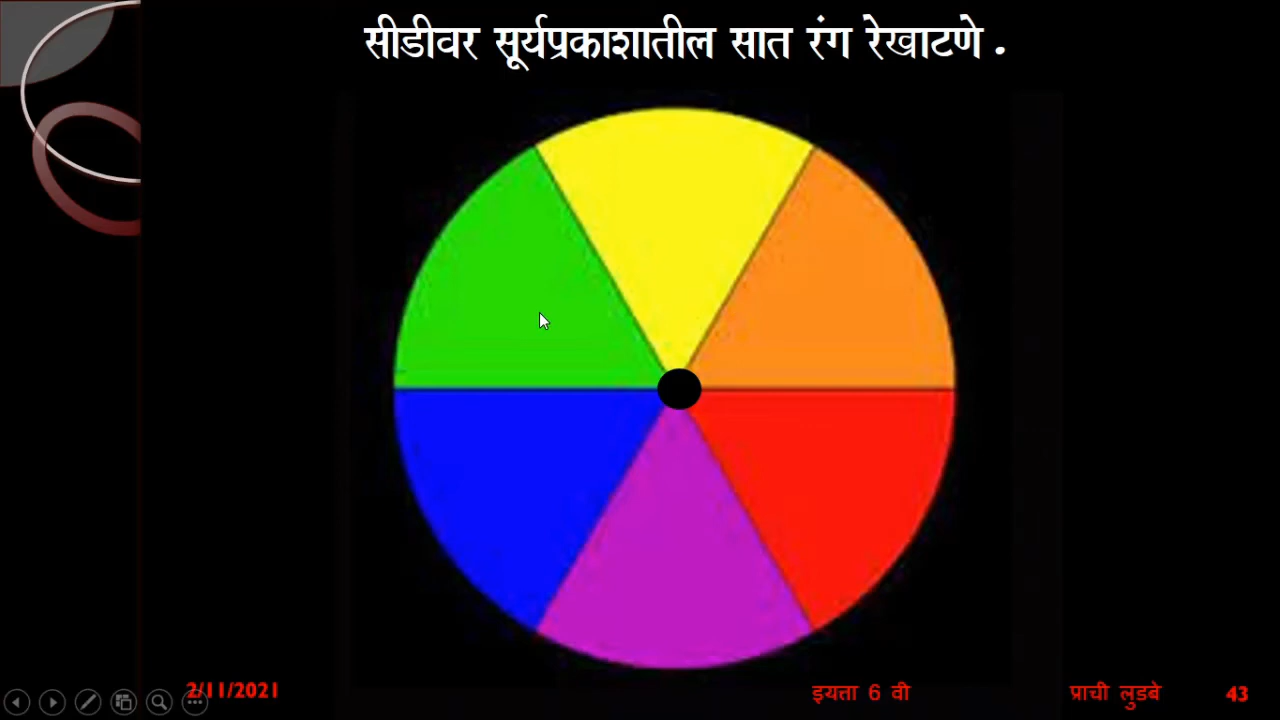 सीडीवर सूर्यप्रकाशातील सात रंग रेखाटणे .
2/11/2021
इयत्ता 6 वी
प्राची लुडबे
43